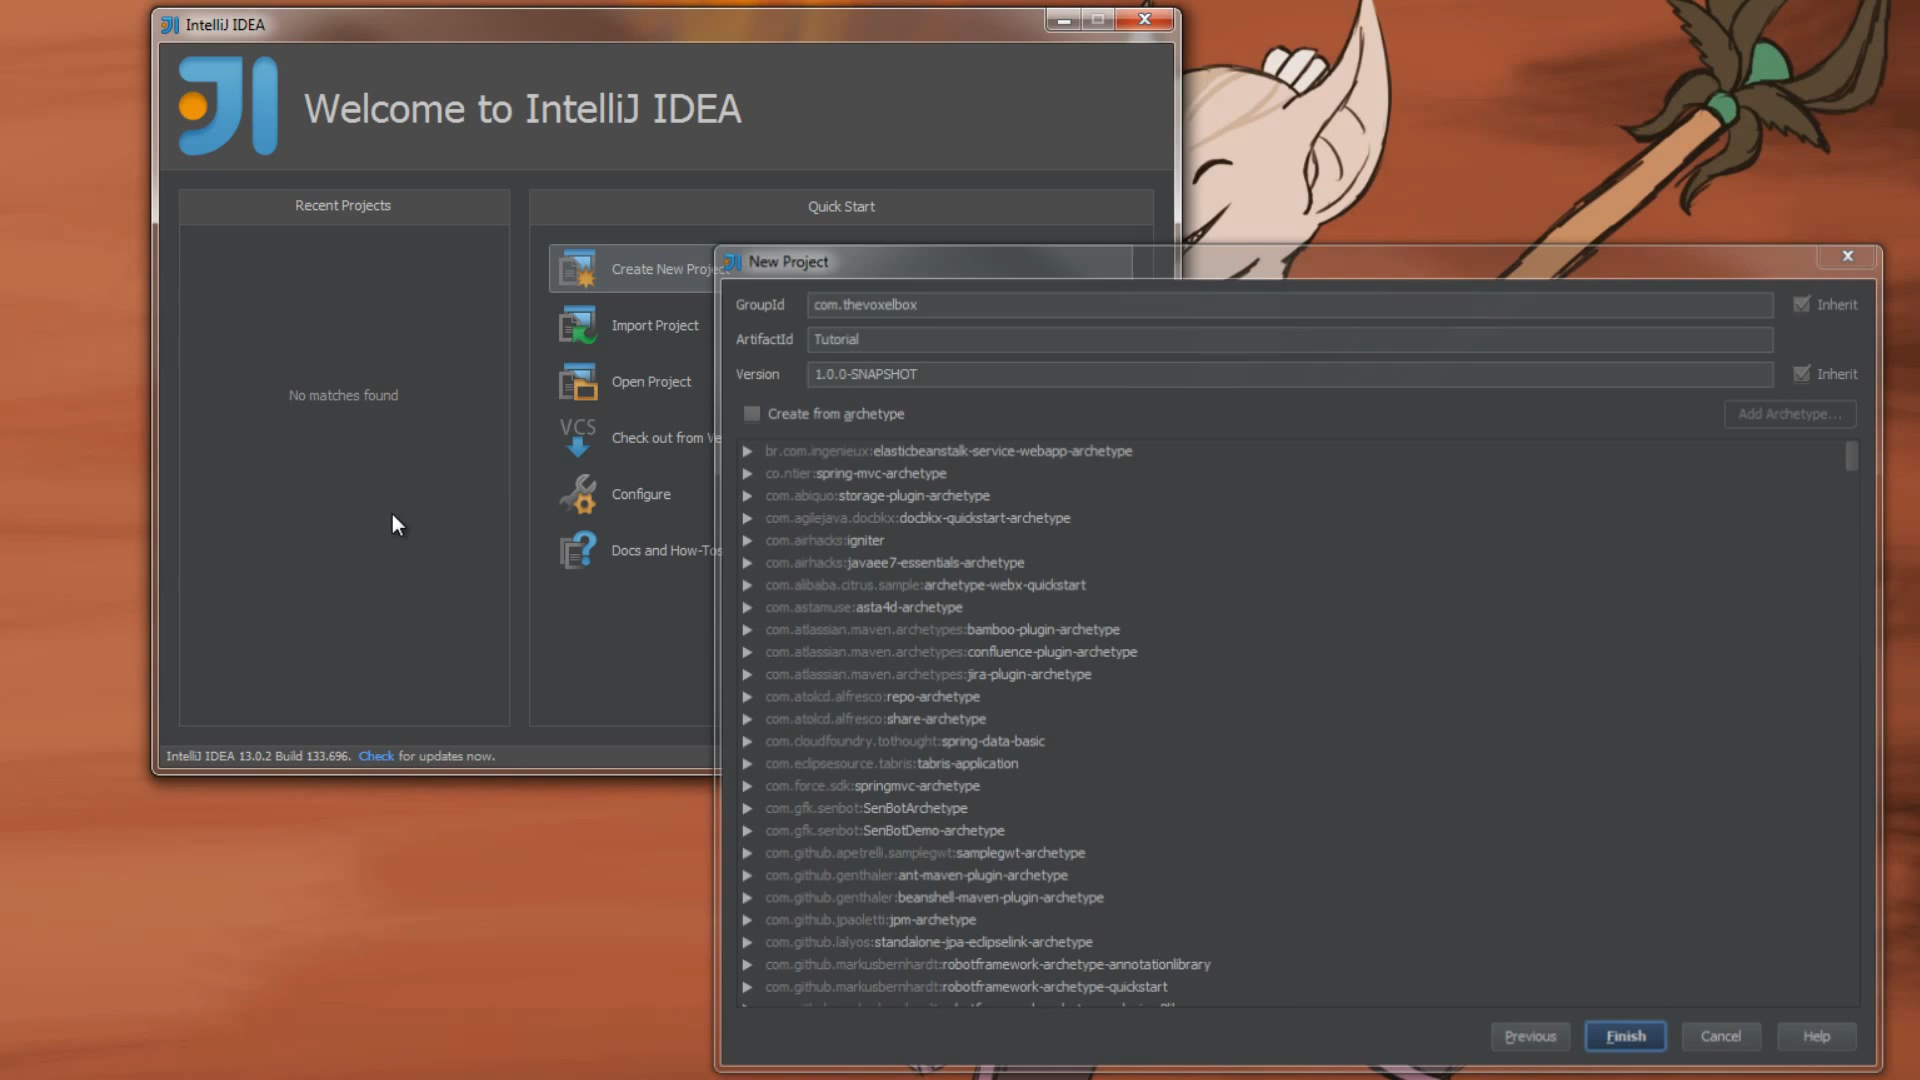 IntelliJ IDEA
Welcome to IntelliJ IDEA
Recent Projects
Quick Start
No matches found
Create New Projec
Import Project
Open Project
VCS
Check out from Ve
Configure
Docs and How-Tos
IntelliJ IDEA 13.0.2 Build 133.696. Check for updates now.
New Project
GroupId com.thevoxelbox Inherit
ArtifactId Tutorial
Version 1.0.0-SNAPSHOT Inherit
Create from archetype Add Archetype...
br.com.ingenieux:elasticbeanstalk-service-webapp-archetype
co.ntier:spring-mvc-archetype
com.abiquo:storage-plugin-archetype
com.agilejava.docbkx:docbkx-quickstart-archetype
com.airhacks:igniter
com.airhacks:javaee7-essentials-archetype
com.alibaba.citrus.sample:archetype-webx-quickstart
com.astamuse:asta4d-archetype
com.atlassian.maven.archetypes:bamboo-plugin-archetype
com.atlassian.maven.archetypes:confluence-plugin-archetype
com.atlassian.maven.archetypes:jira-plugin-archetype
com.atolcd.alfresco:repo-archetype
com.atolcd.alfresco:share-archetype
com.cloudfoundry.tothought:spring-data-basic
com.eclipsesource.tabris:tabris-application
com.force.sdk:springmvc-archetype
com.gfk.senbot:SenBotArchetype
com.gfk.senbot:SenBotDemo-archetype
com.github.apetrelli.samplegwt:samplegwt-archetype
com.github.genthaler:ant-maven-plugin-archetype
com.github.genthaler:beanshell-maven-plugin-archetype
com.github.jpaoletti:jpm-archetype
com.github.lalyos:standalone-jpa-eclipselink-archetype
com.github.markusbernhardt:robotframework-archetype-annotationlibrary
com.github.markusbernhardt:robotframework-archetype-quickstart
Previous Finish Cancel Help